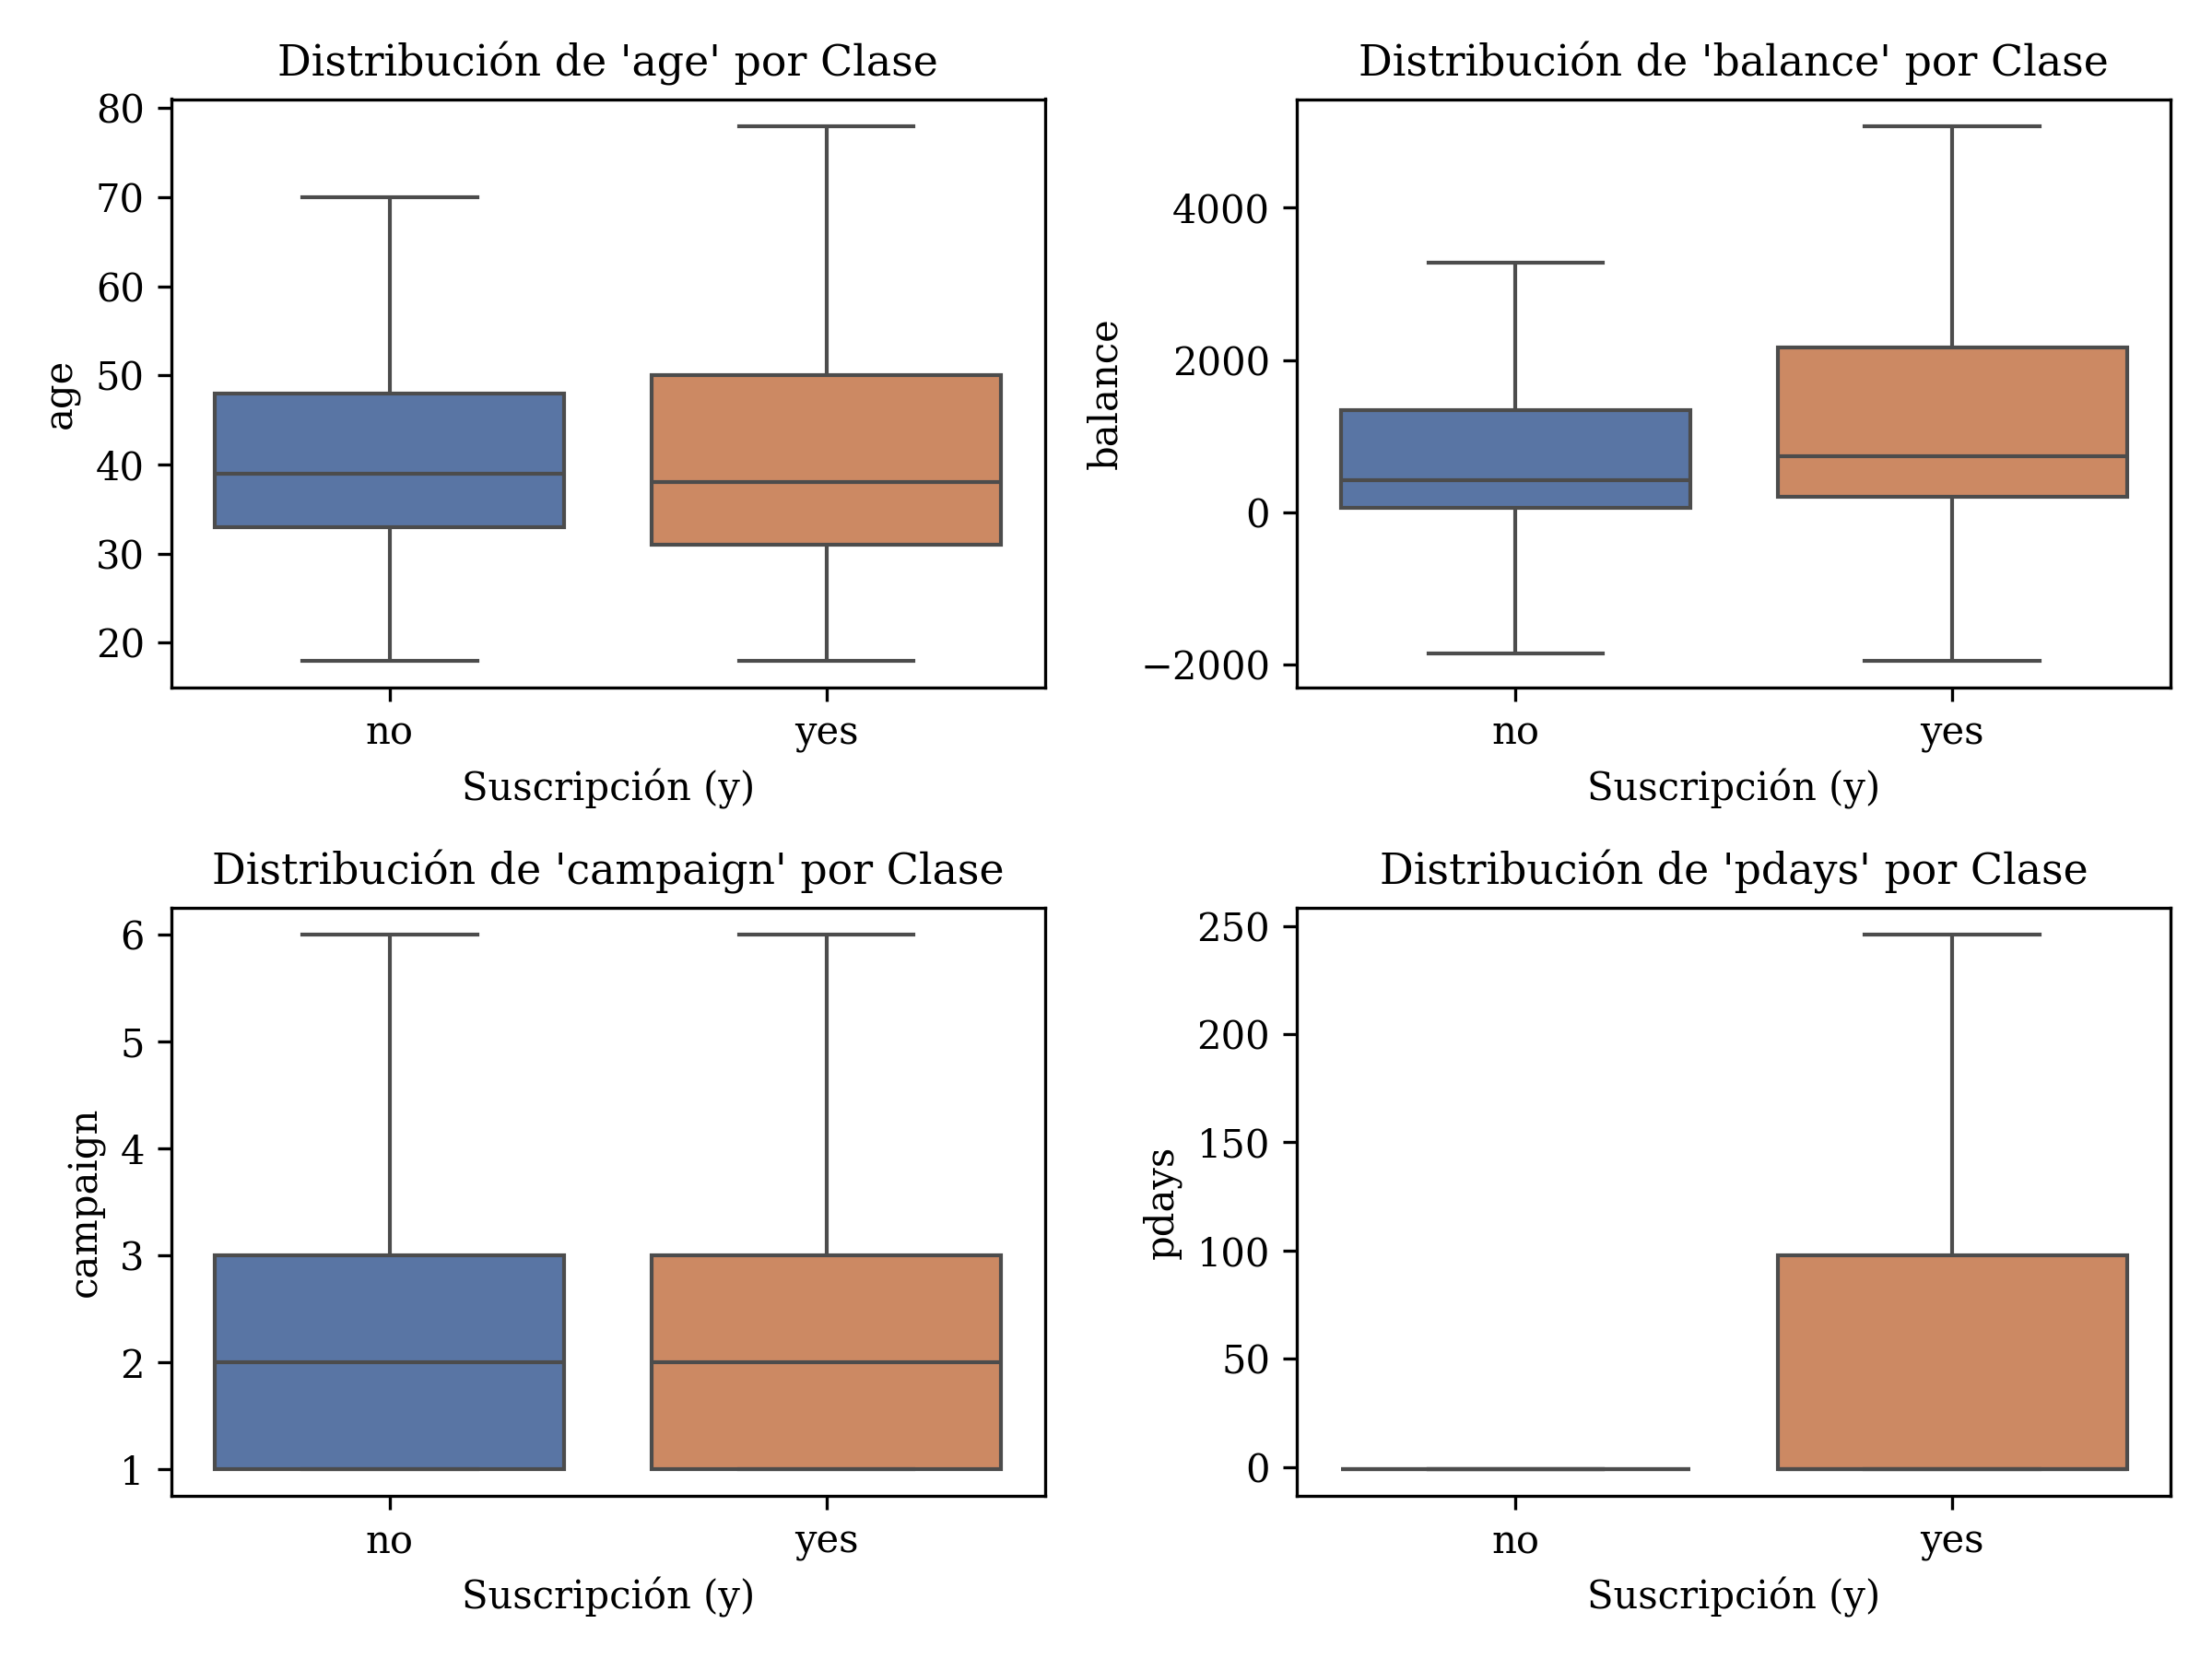 Distribución de 'age' por Clase
80
70
60
50
40
30
20
age
no
yes
Suscripción (y)
Distribución de 'balance' por Clase
4000
2000
0
−2000
balance
no
yes
Suscripción (y)
Distribución de 'campaign' por Clase
6
5
4
3
2
1
campaign
no
yes
Suscripción (y)
Distribución de 'pdays' por Clase
250
200
150
100
50
0
pdays
no
yes
Suscripción (y)